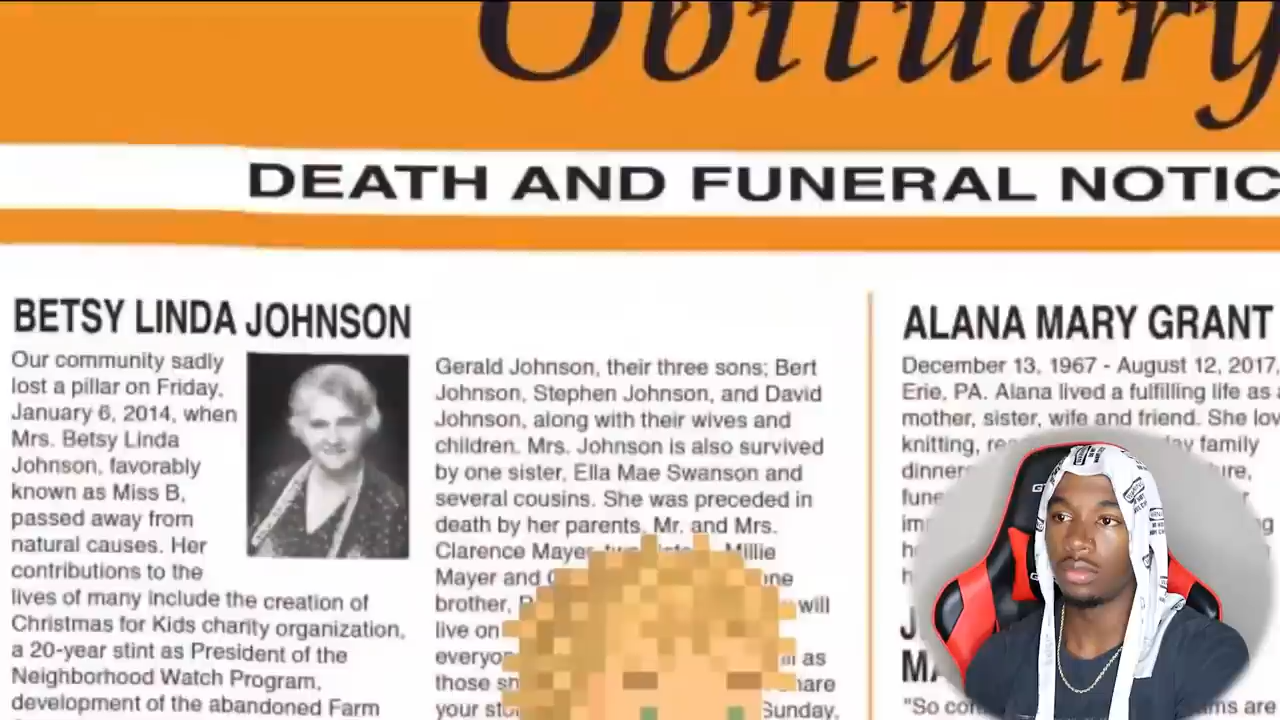 Obituary
DEATH AND FUNERAL NOTIC
BETSY LINDA JOHNSON
Our community sadly
lost a pillar on Friday,
January 6, 2014, when
Mrs. Betsy Linda
Johnson, favorably
known as Miss B,
passed away from
natural causes. Her
contributions to the
lives of many include the creation of
Christmas for Kids charity organization,
a 20-year stint as President of the
Neighborhood Watch Program,
development of the abandoned Farm
Gerald Johnson, their three sons; Bert
Johnson, Stephen Johnson, and David
Johnson, along with their wives and
children. Mrs. Johnson is also survived
by one sister, Ella Mae Swanson and
several cousins. She was preceded in
death by her parents, Mr. and Mrs.
Clarence Mayer, Millie
Mayer and
brother, will
live on
as
those
your Sunday,
ALANA MARY GRANT
December 13, 1967 - August 12, 2017,
Erie, PA. Alana lived a fulfilling life as
mother, sister, wife and friend. She
knitting, family
"So are